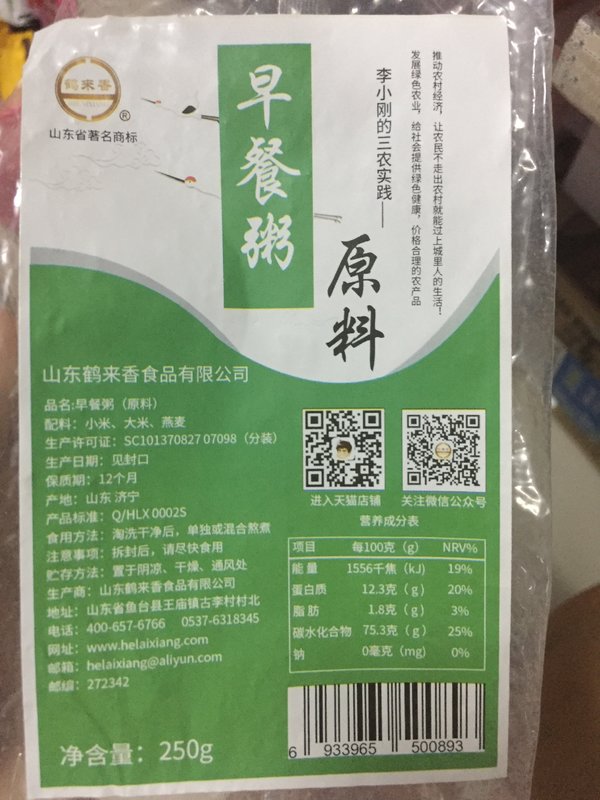 鹤来香
®
山东省著名商标
早餐粥
原料
李小刚的三农实践——
推动农村经济，让农民不走出农村就能过上城里人的生活！
发展绿色农业，给社会提供绿色健康，价格合理的农产品
山东鹤来香食品有限公司
品名:早餐粥（原料）
配料：小米、大米、燕麦
生产许可证：SC101370827 07098（分装）
生产日期：见封口
保质期：12个月
产地：山东 济宁
产品标准：Q/HLX 0002S
食用方法：淘洗干净后，单独或混合熬煮
注意事项：拆封后，请尽快食用
贮存方法：置于阴凉、干燥、通风处
生产商：山东鹤来香食品有限公司
地址：山东省鱼台县王庙镇古李村村北
电话：400-657-6766 0537-6318345
网址：www.helaixiang.com
邮箱：helaixiang@aliyun.com
邮编：272342
净含量：250g
进入天猫店铺 关注微信公众号
营养成分表
项目 每100克（g） NRV%
能量 1556千焦（kJ） 19%
蛋白质 12.3克（g） 20%
脂肪 1.8克（g） 3%
碳水化合物 75.3克（g） 25%
钠 0毫克（mg） 0%
6 933965 500893